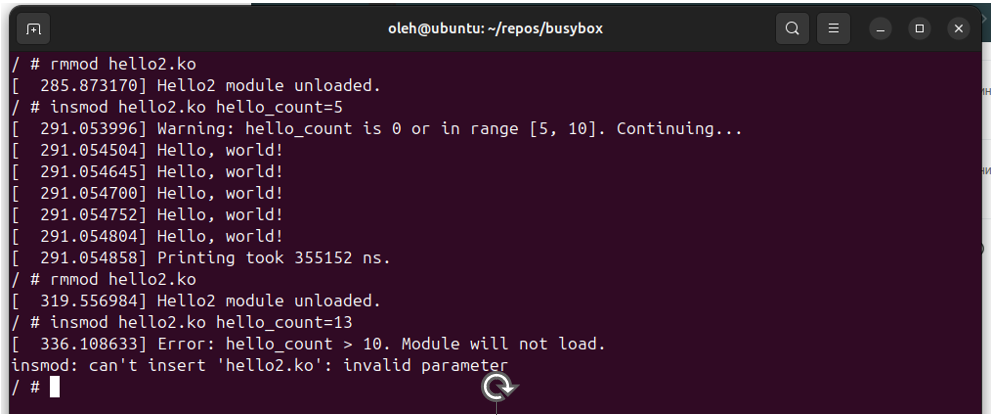 oleh@ubuntu: ~/repos/busybox
/ # rmmod hello2.ko
[  285.873170] Hello2 module unloaded.
/ # insmod hello2.ko hello_count=5
[  291.053996] Warning: hello_count is 0 or in range [5, 10]. Continuing...
[  291.054504] Hello, world!
[  291.054645] Hello, world!
[  291.054700] Hello, world!
[  291.054752] Hello, world!
[  291.054804] Hello, world!
[  291.054858] Printing took 355152 ns.
/ # rmmod hello2.ko
[  319.556984] Hello2 module unloaded.
/ # insmod hello2.ko hello_count=13
[  336.108633] Error: hello_count > 10. Module will not load.
insmod: can't insert 'hello2.ko': invalid parameter
/ #